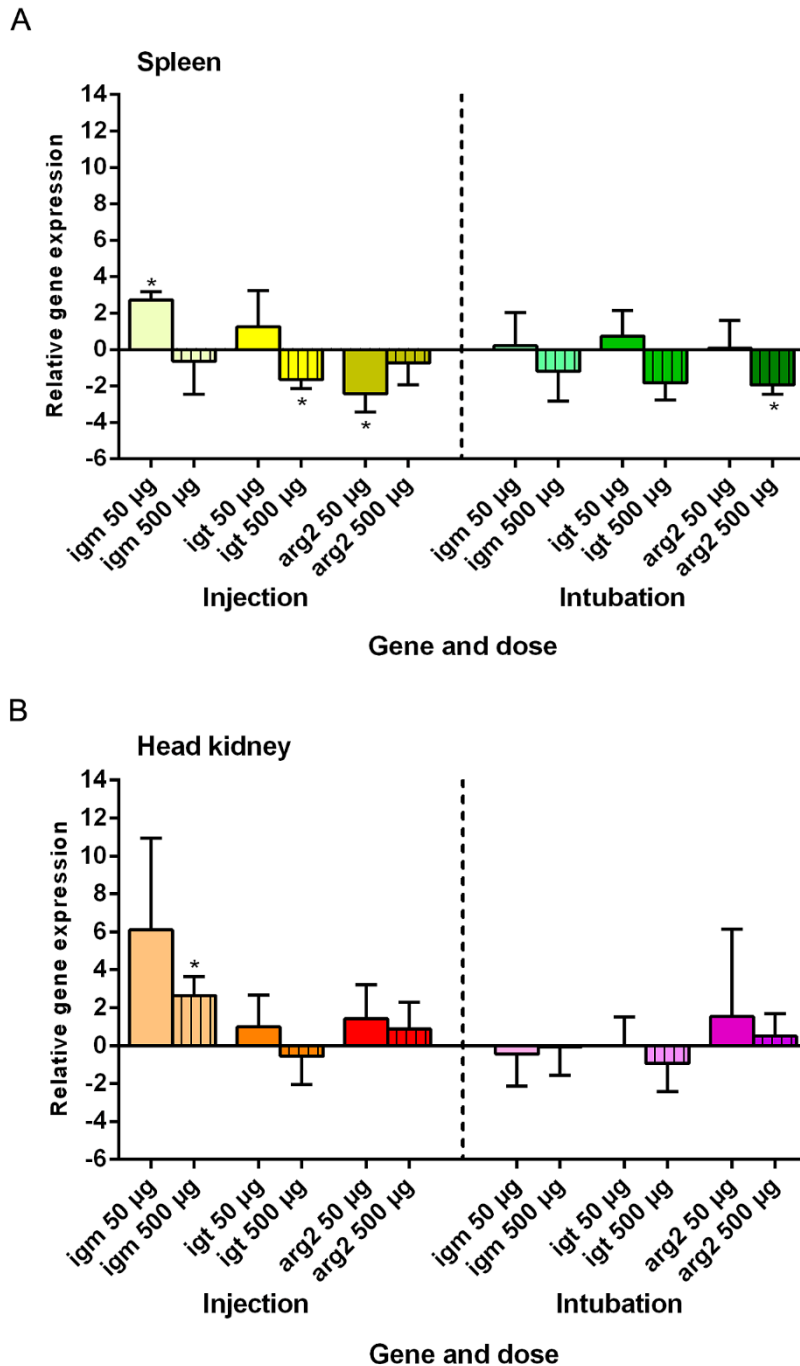 A
Spleen
14
12
10
8
6
4
2
0
-2
-4
-6
Relative gene expression
*
*
*
*
igm 50 µg
igm 500 µg
igt 50 µg
igt 500 µg
arg2 50 µg
arg2 500 µg
igm 50 µg
igm 500 µg
igt 50 µg
igt 500 µg
arg2 50 µg
arg2 500 µg
Injection
Intubation
Gene and dose
B
Head kidney
14
12
10
8
6
4
2
0
-2
-4
-6
Relative gene expression
*
igm 50 µg
igm 500 µg
igt 50 µg
igt 500 µg
arg2 50 µg
arg2 500 µg
igm 50 µg
igm 500 µg
igt 50 µg
igt 500 µg
arg2 50 µg
arg2 500 µg
Injection
Intubation
Gene and dose